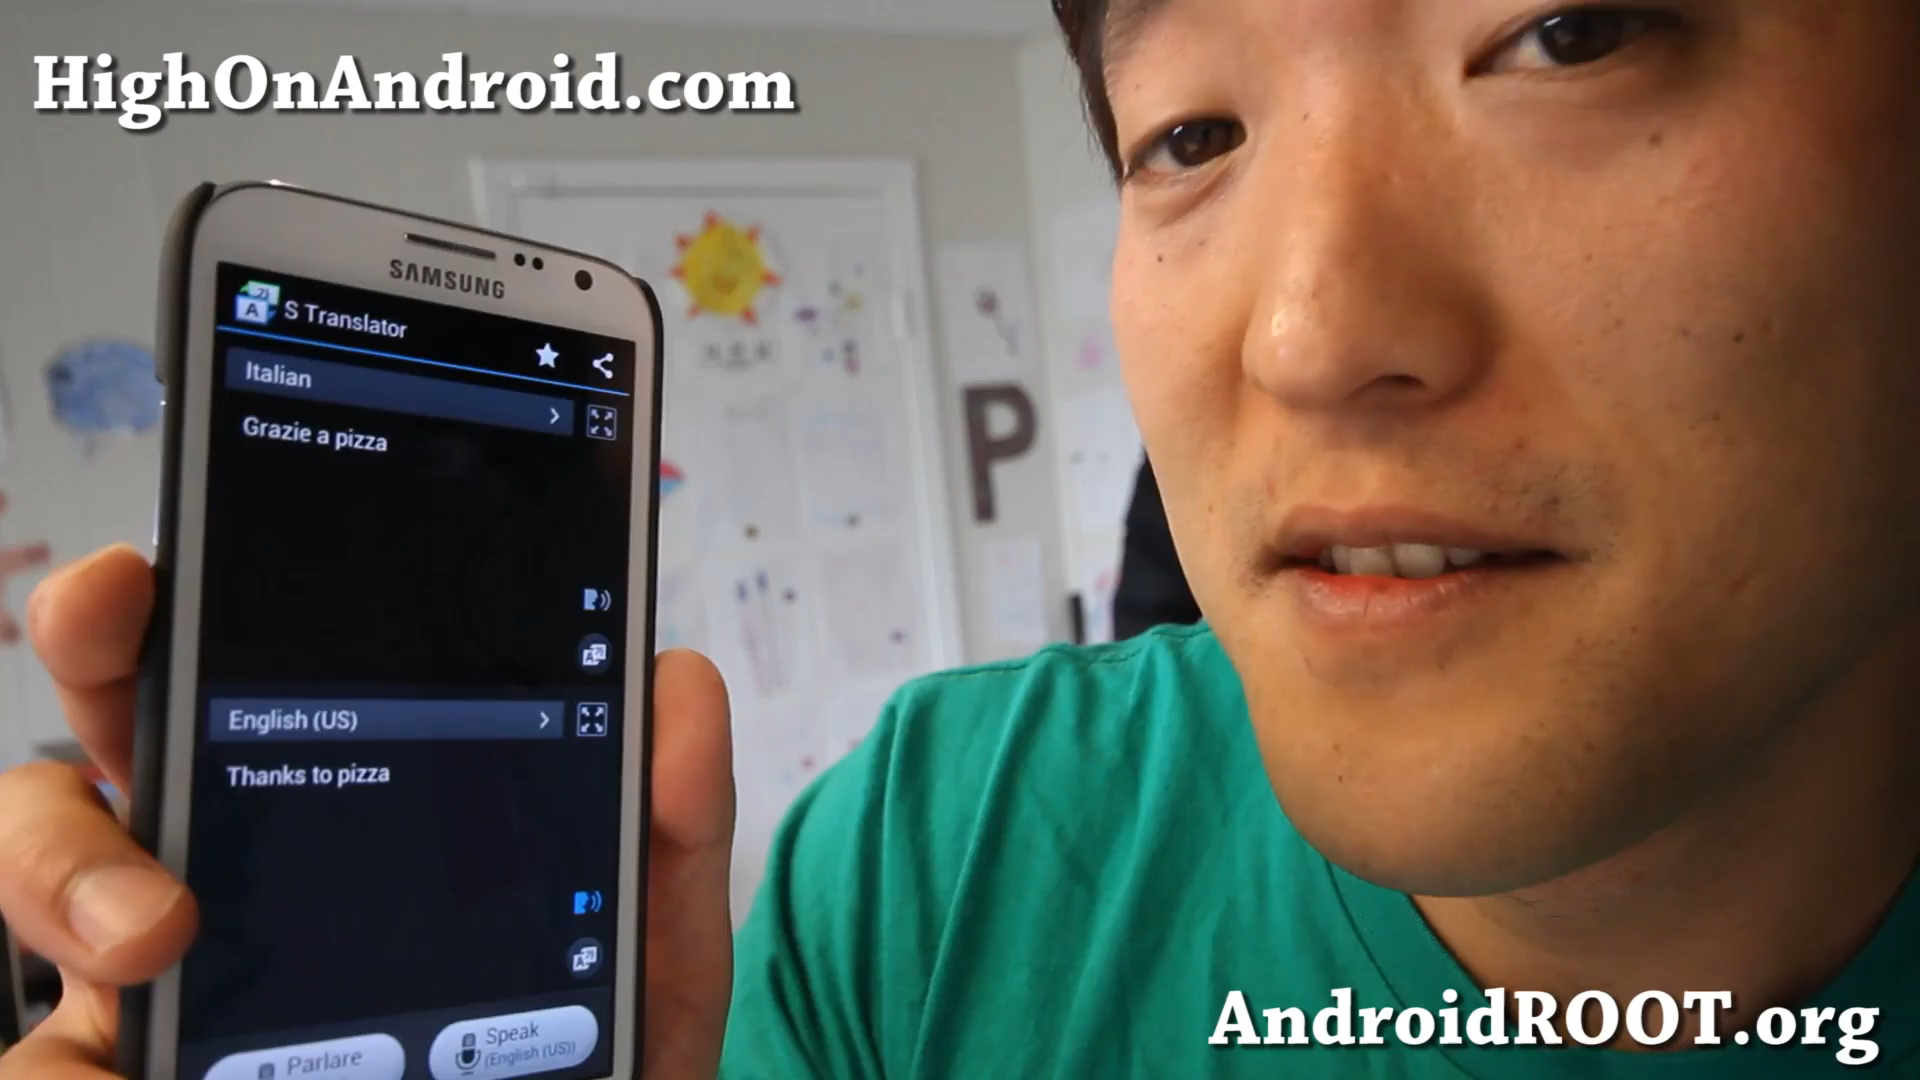 HighOnAndroid.com
SAMSUNG
S Translator
Italian
Grazie a pizza
English (US)
Thanks to pizza
Parlare
Speak
(English (US))
P
AndroidROOT.org